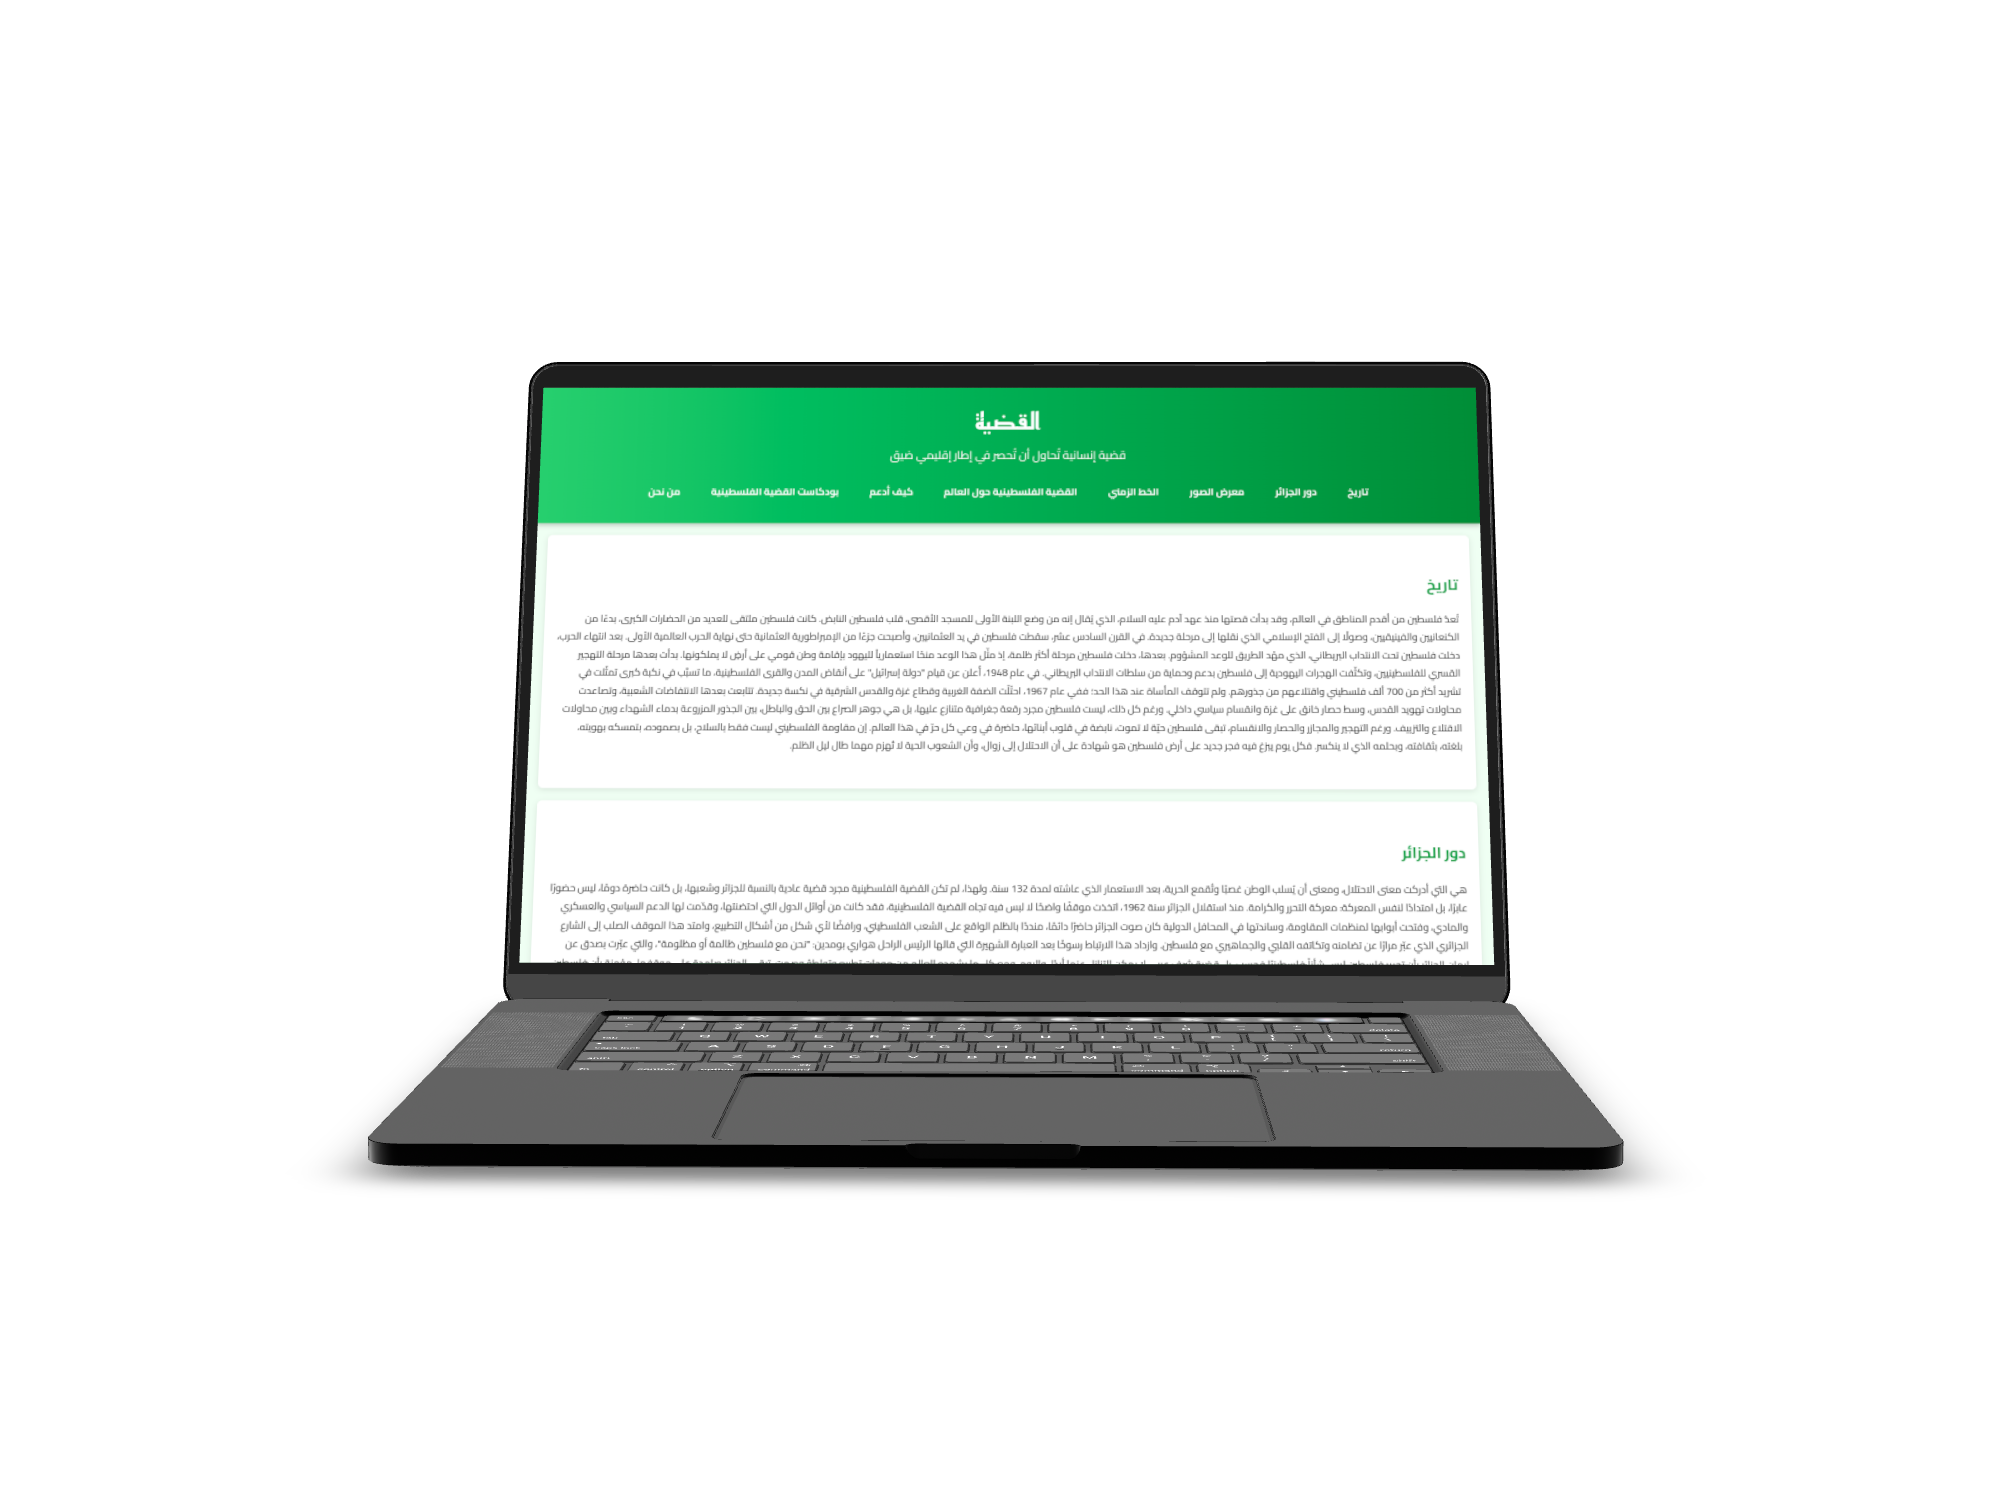 القضية
قضية إنسانية تُحاول أن تُحصر في إطار إقليمي ضيق
تاريخ دور الجزائر معرض الصور الخط الزمني القضية الفلسطينية حول العالم كيف أدعم بودكاست القضية الفلسطينية من نحن
تاريخ
تُعدّ فلسطين من أقدم المناطق في العالم، وقد بدأت قصتها منذ عهد آدم عليه السلام، الذي يُقال إنه من وضع اللبنة الأولى للمسجد الأقصى، قلب فلسطين النابض. كانت فلسطين ملتقى للعديد من الحضارات الكبرى، بدءًا من
الكنعانيين والفينيقيين، وصولًا إلى الفتح الإسلامي الذي نقلها إلى مرحلة جديدة. في القرن السادس عشر، سقطت فلسطين في يد العثمانيين، وأصبحت جزءًا من الإمبراطورية العثمانية حتى نهاية الحرب العالمية الأولى. بعد انتهاء الحرب،
دخلت فلسطين تحت الانتداب البريطاني، الذي مهّد الطريق للوعد المشؤوم. بعدها، دخلت فلسطين مرحلة أكثر ظلمة، إذ مثّل هذا الوعد منحًا استعمارياً لليهود بإقامة وطن قومي على أرضٍ لا يملكونها. بدأت بعدها مرحلة التهجير
القسري للفلسطينيين، وتكثّفت الهجرات اليهودية إلى فلسطين بدعم وحماية من سلطات الانتداب البريطاني. في عام 1948، أُعلن عن قيام "دولة إسرائيل" على أنقاض المدن والقرى الفلسطينية، ما تسبّب في نكبة كبرى تمثّلت في
تشريد أكثر من 700 ألف فلسطيني واقتلاعهم من جذورهم. ولم تتوقف المأساة عند هذا الحد؛ ففي عام 1967، احتُلّت الضفة الغربية وقطاع غزة والقدس الشرقية في نكسة جديدة. تتابعت بعدها الانتفاضات الشعبية، وتصاعدت
محاولات تهويد القدس، وسط حصار خانق على غزة وانقسام سياسي داخلي. ورغم كل ذلك، ليست فلسطين مجرد رقعة جغرافية متنازع عليها، بل هي جوهر الصراع بين الحق والباطل، بين الجذور المزروعة بدماء الشهداء وبين محاولات
الاقتلاع والتزييف. ورغم التهجير والمجازر والحصار والانقسام، تبقى فلسطين حيّة لا تموت، نابضة في قلوب أبنائها، حاضرة في وعي كل حرّ في هذا العالم. إن مقاومة الفلسطيني ليست فقط بالسلاح، بل بصموده، بتمسكه بهويته،
بلغته، بثقافته، وبحلمه الذي لا ينكسر. فكل يوم يبزغ فيه فجر جديد على أرض فلسطين هو شهادة على أن الاحتلال إلى زوال، وأن الشعوب الحية لا تُهزم مهما طال ليل الظلم.
دور الجزائر
هي التي أدركت معنى الاحتلال، ومعنى أن يُسلب الوطن غصبًا وتُقمع الحرية، بعد الاستعمار الذي عاشته لمدة 132 سنة. ولهذا، لم تكن القضية الفلسطينية مجرد قضية عادية بالنسبة للجزائر وشعبها، بل كانت حاضرة دومًا، ليس حضورًا
عابرًا، بل امتدادًا لنفس المعركة: معركة التحرر والكرامة. منذ استقلال الجزائر سنة 1962، اتخذت موقفًا واضحًا لا لبس فيه تجاه القضية الفلسطينية، فقد كانت من أوائل الدول التي احتضنتها، وقدّمت لها الدعم السياسي والعسكري
والمادي، وفتحت أبوابها لمنظمات المقاومة، وساندتها في المحافل الدولية كان صوت الجزائر حاضرًا دائمًا، منددًا بالظلم الواقع على الشعب الفلسطيني، ورافضًا لأي شكل من أشكال التطبيع، وامتد هذا الموقف الصلب إلى الشارع
الجزائري الذي عبّر مرارًا عن تضامنه وتكاتفه القلبي والجماهيري مع فلسطين. وازداد هذا الارتباط رسوخًا بعد العبارة الشهيرة التي قالها الرئيس الراحل هواري بومدين: "نحن مع فلسطين ظالمة أو مظلومة"، والتي عبّرت بصدق عن